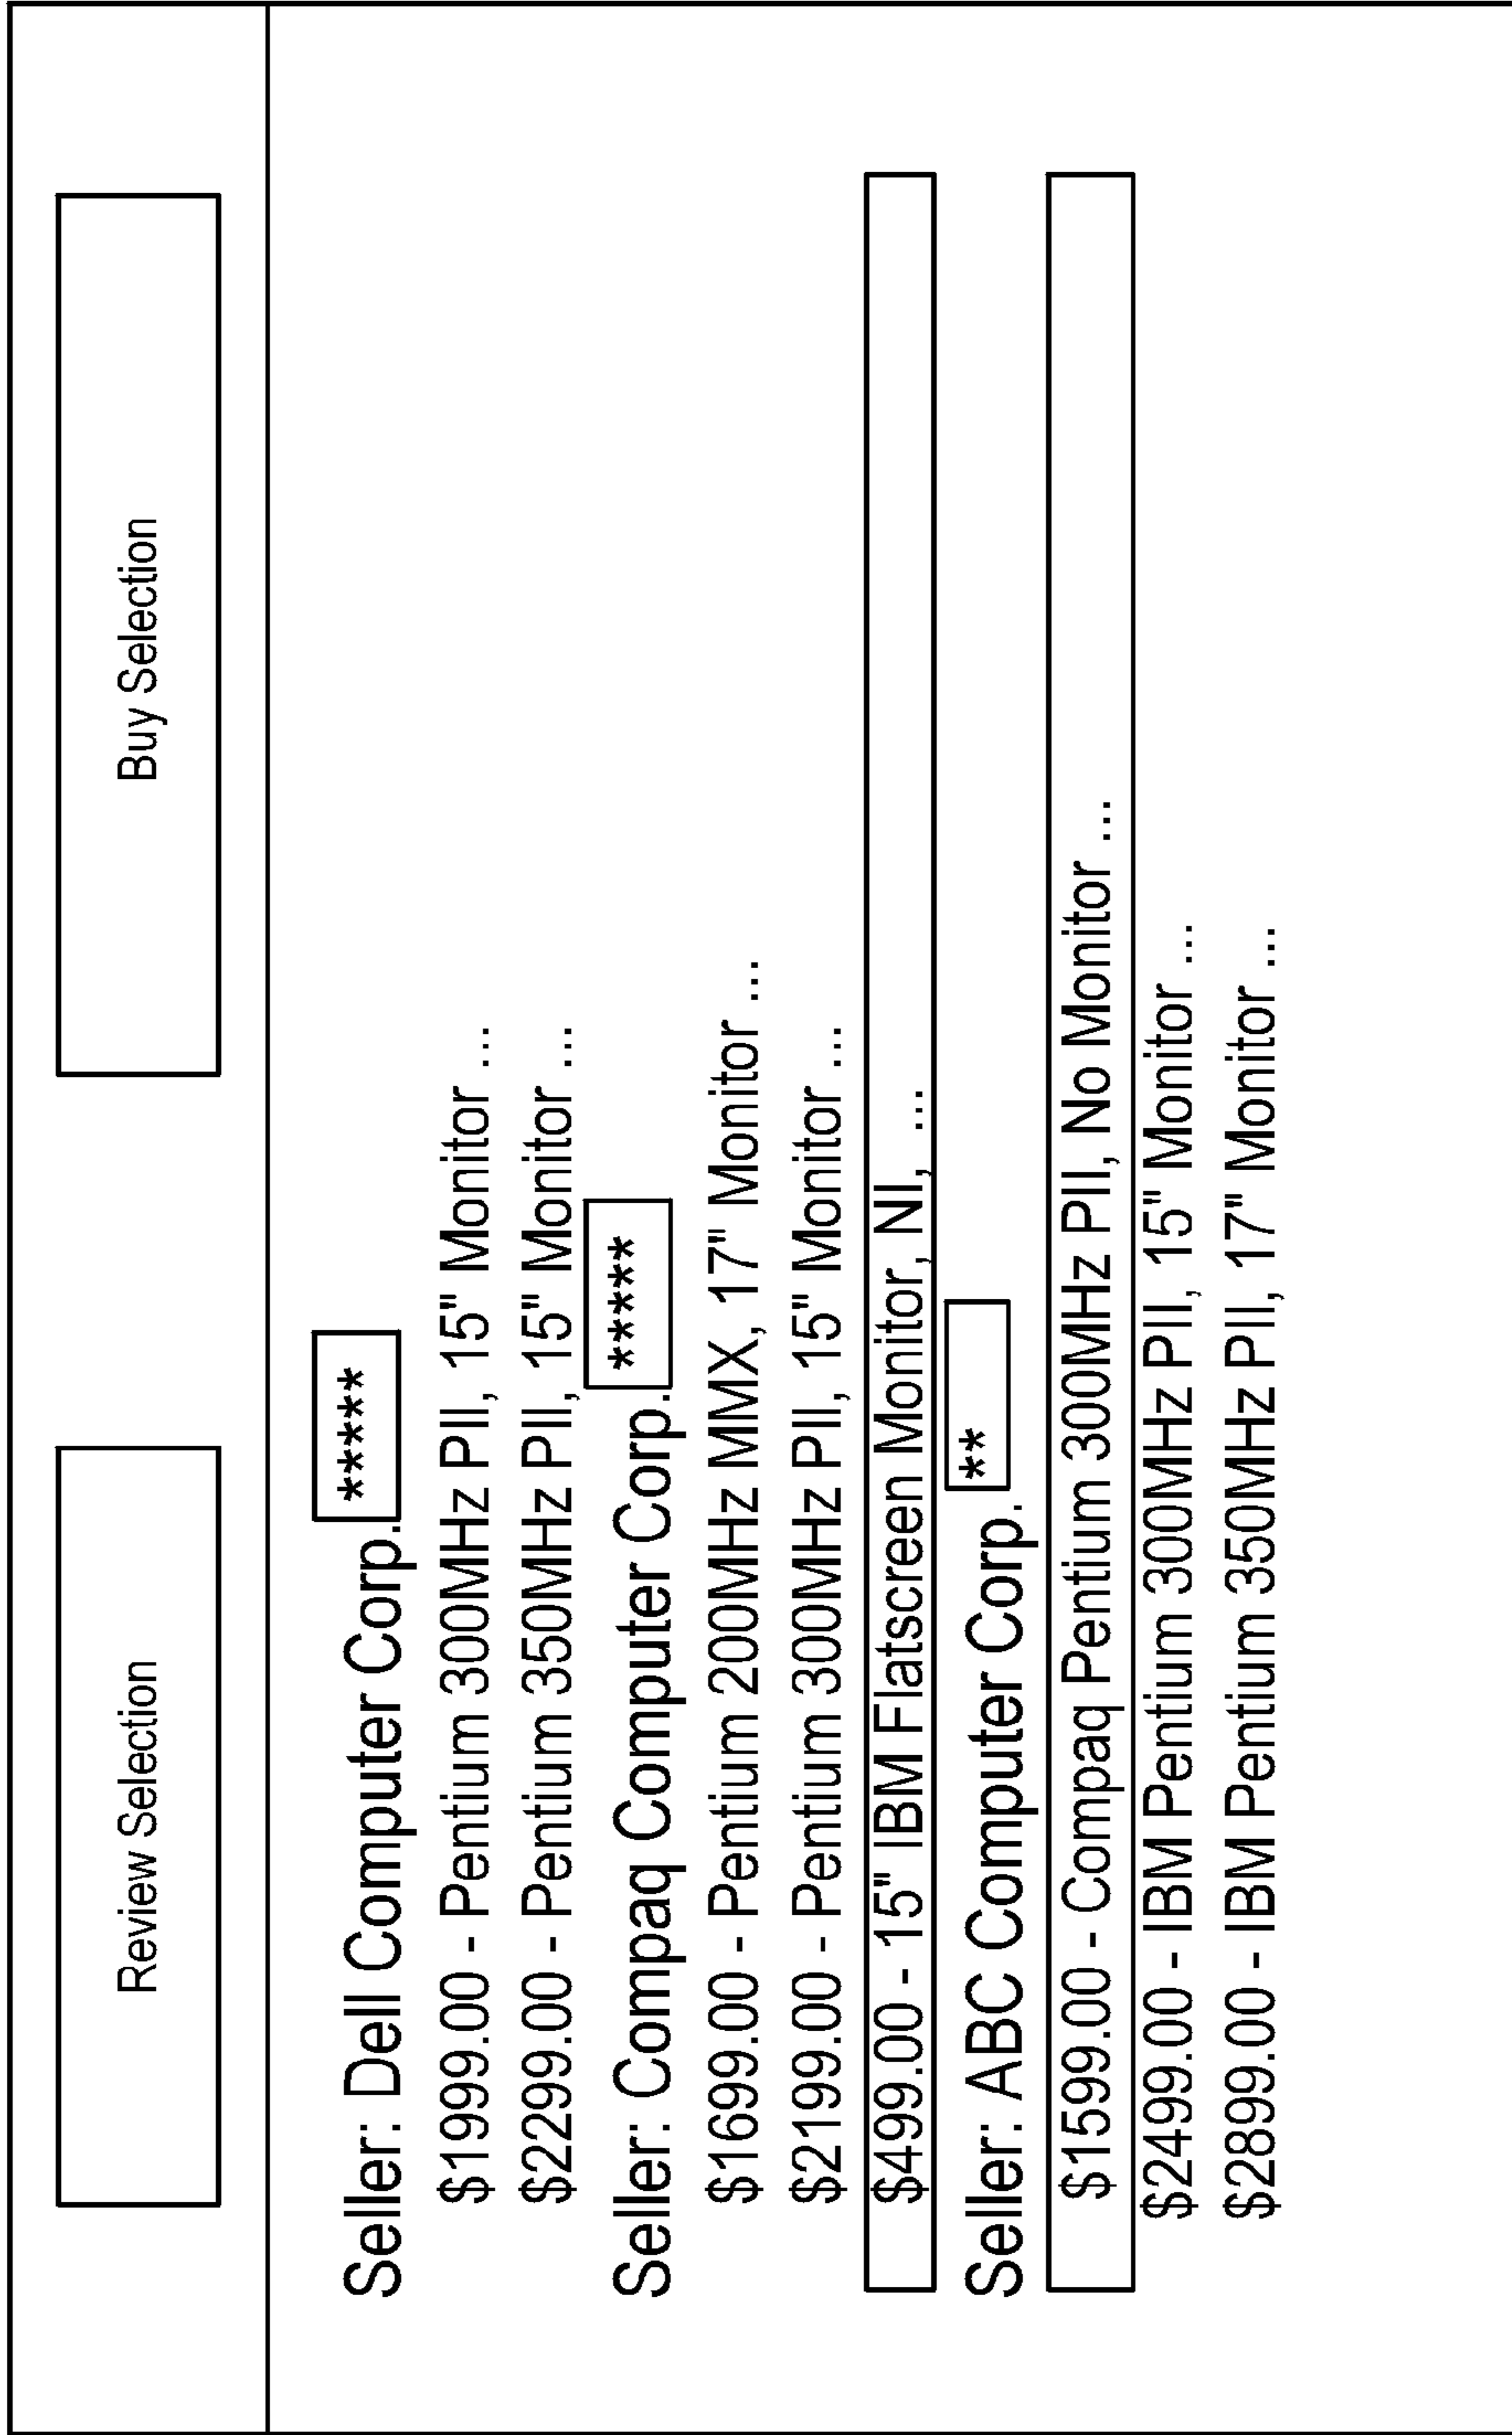 Review Selection
Buy Selection
Seller: Dell Computer Corp. *****
$1999.00 - Pentium 300MHz PII, 15" Monitor ...
$2299.00 - Pentium 350MHz PII, 15" Monitor ...
Seller: Compaq Computer Corp. *****
$1699.00 - Pentium 200MHz MMX, 17" Monitor ...
$2199.00 - Pentium 300MHz PII, 15" Monitor ...
$499.00 - 15" IBM Flatscreen Monitor, NI, ...
Seller: ABC Computer Corp. **
$1599.00 - Compaq Pentium 300MHz PII, No Monitor ...
$2499.00 - IBM Pentium 300MHz PII, 15" Monitor ...
$2899.00 - IBM Pentium 350MHz PII, 17" Monitor ...